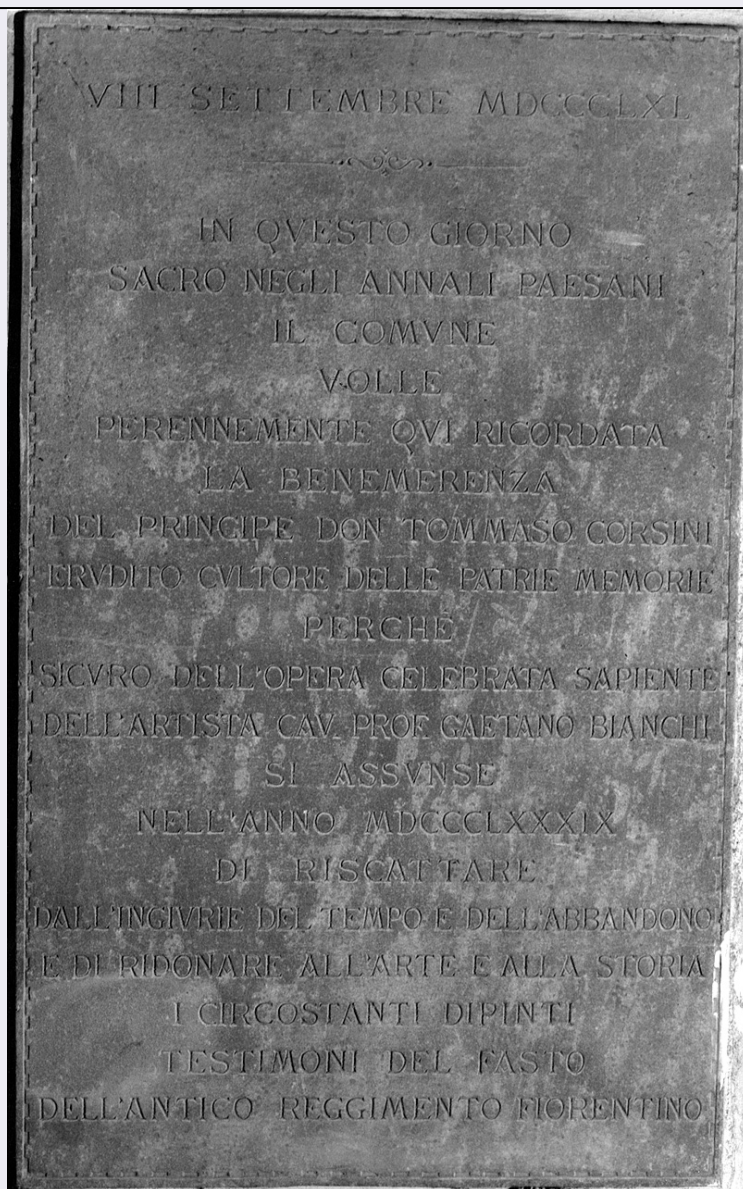 VIII SETTEMBRE MDCCCLXL
IN QVESTO GIORNO
SACRO NEGLI ANNALI PAESANI
IL COMVNE
VOLLE
PERENNEMENTE QVI RICORDATA
LA BENEMERENZA
DEL PRINCIPE DON TOMMASO CORSINI
ERVDITO CVLTORE DELLE PATRIE MEMORIE
PERCHÈ
SICVRO DELL'OPERA CELEBRATA SAPIENTE
DELL'ARTISTA CAV. PROF. GAETANO BIANCHI
SI ASSVNSE
NELL'ANNO MDCCCLXXXIX
DI RISCATTARE
DALL'INGIVRIE DEL TEMPO E DELL'ABBANDONO
E DI RIDONARE ALL'ARTE E ALLA STORIA
I CIRCOSTANTI DIPINTI
TESTIMONI DEL FASTO
DELL'ANTICO REGGIMENTO FIORENTINO